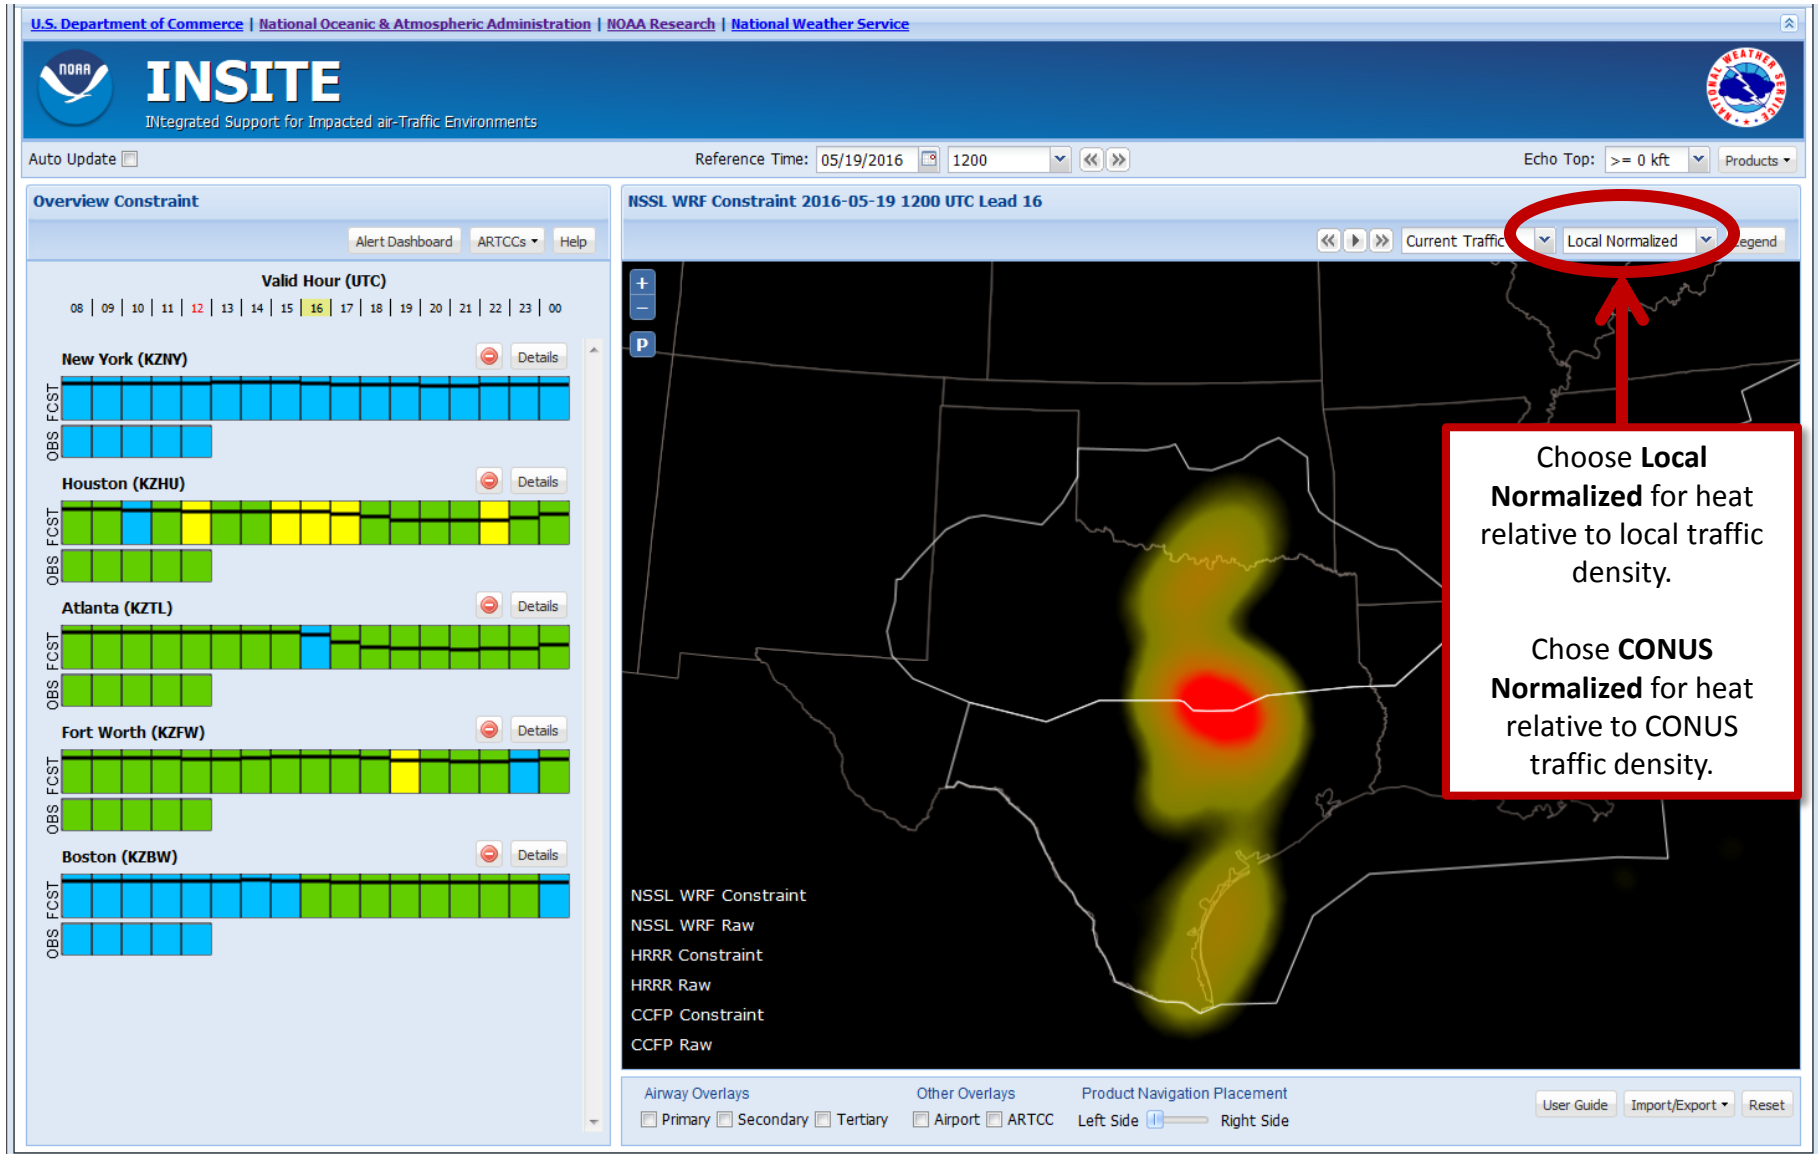 U.S. Department of Commerce | National Oceanic & Atmospheric Administration | NOAA Research | National Weather Service
NOAA
INSITE
INtegrated Support for Impacted air-Traffic Environments
NATIONAL WEATHER SERVICE
Auto Update
Reference Time: 05/19/2016 1200
Echo Top: >= 0 kft Products
Overview Constraint
Alert Dashboard ARTCCs Help
Valid Hour (UTC)
08 | 09 | 10 | 11 | 12 | 13 | 14 | 15 | 16 | 17 | 18 | 19 | 20 | 21 | 22 | 23 | 00
New York (KZNY) Details
FCST
OBS
Houston (KZHU) Details
FCST
OBS
Atlanta (KZTL) Details
FCST
OBS
Fort Worth (KZFW) Details
FCST
OBS
Boston (KZBW) Details
FCST
OBS
NSSL WRF Constraint 2016-05-19 1200 UTC Lead 16
Current Traffic Local Normalized Legend
+
−
P
Choose Local
Normalized for heat
relative to local traffic
density.
Chose CONUS
Normalized for heat
relative to CONUS
traffic density.
NSSL WRF Constraint
NSSL WRF Raw
HRRR Constraint
HRRR Raw
CCFP Constraint
CCFP Raw
Airway Overlays Other Overlays Product Navigation Placement
Primary Secondary Tertiary Airport ARTCC Left Side Right Side
User Guide Import/Export Reset